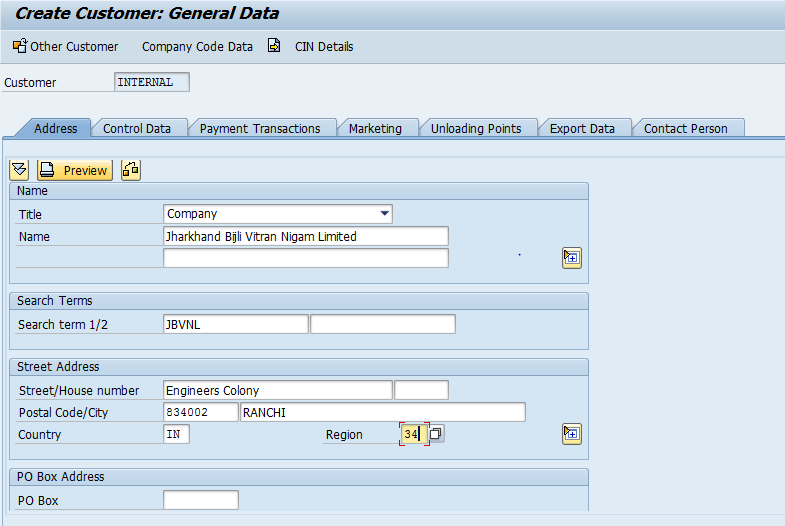 Create Customer: General Data
Other Customer Company Code Data CIN Details
Customer INTERNAL
Address Control Data Payment Transactions Marketing Unloading Points Export Data Contact Person
Preview
Name
Title Company
Name Jharkhand Bijli Vitran Nigam Limited
Search Terms
Search term 1/2 JBVNL
Street Address
Street/House number Engineers Colony
Postal Code/City 834002 RANCHI
Country IN Region 34
PO Box Address
PO Box